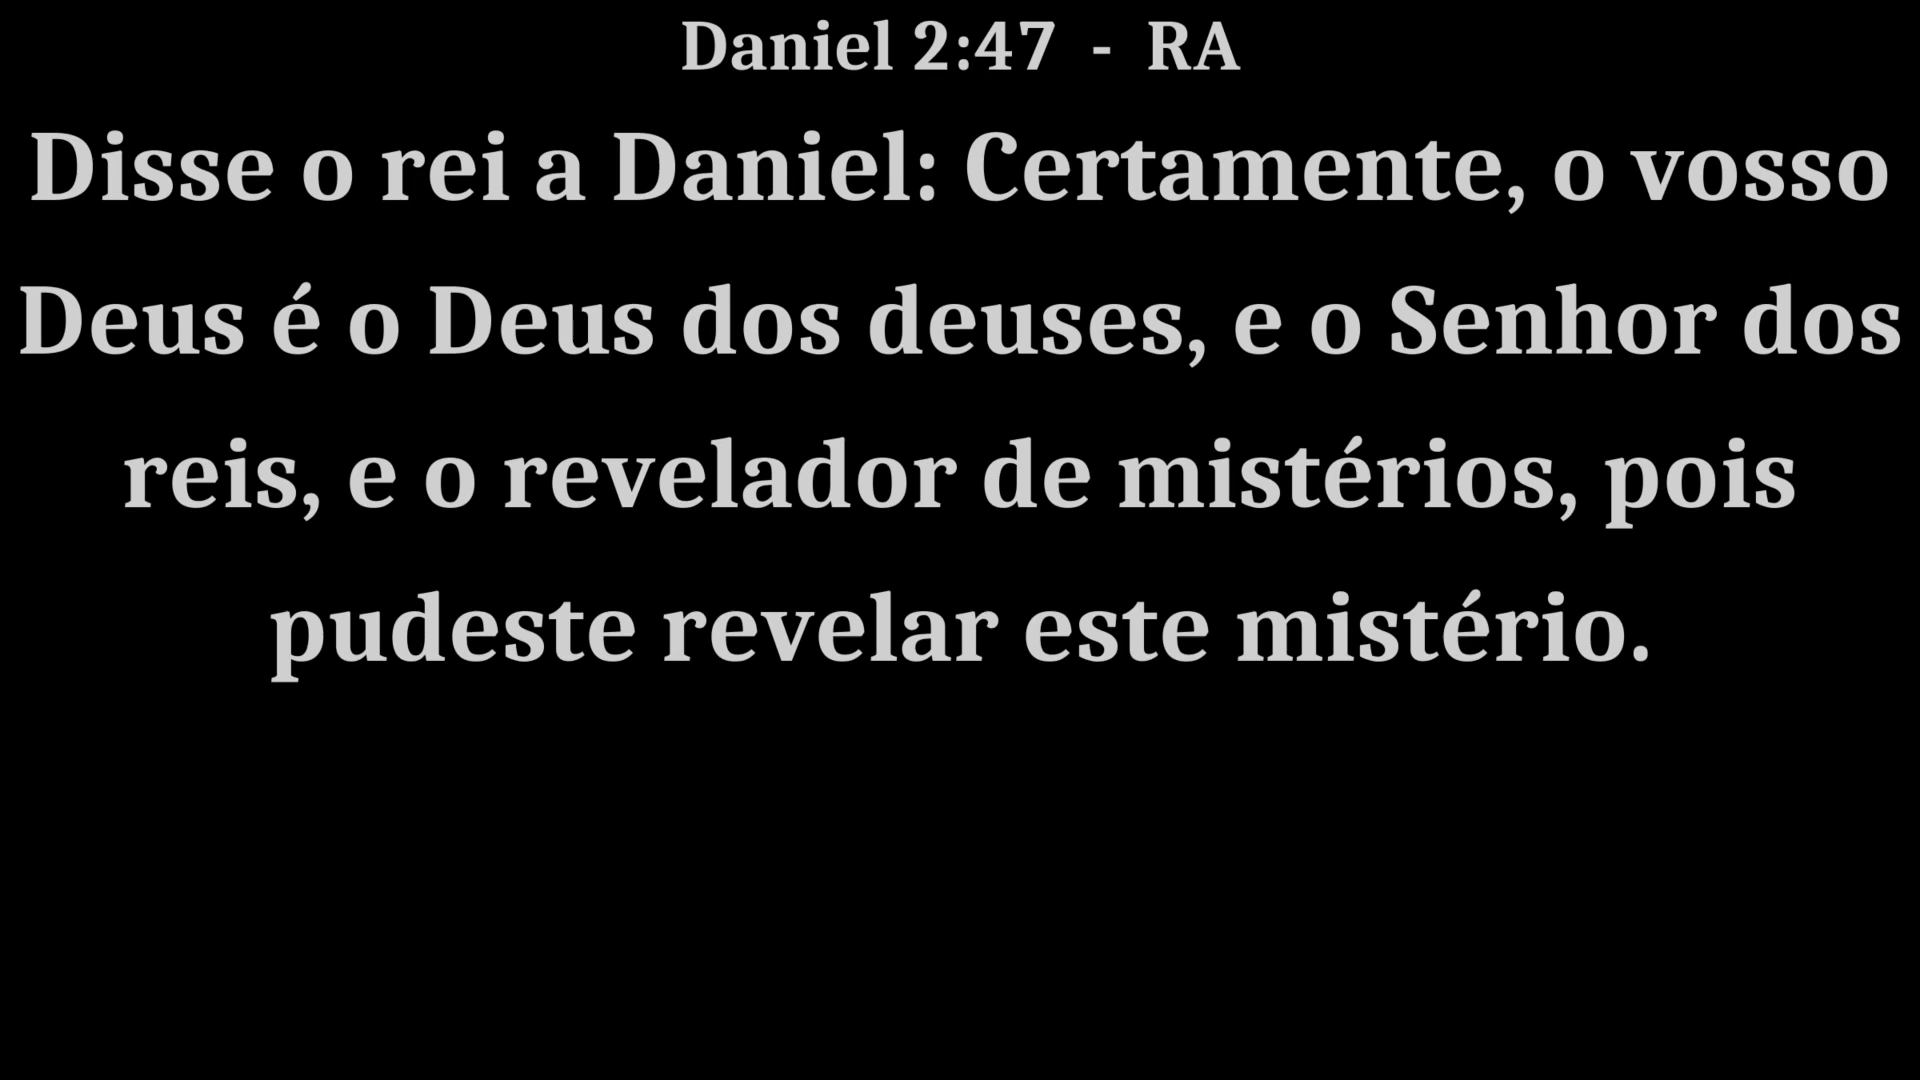 Daniel 2:47 - RA
Disse o rei a Daniel: Certamente, o vosso
Deus é o Deus dos deuses, e o Senhor dos
reis, e o revelador de mistérios, pois
pudeste revelar este mistério.